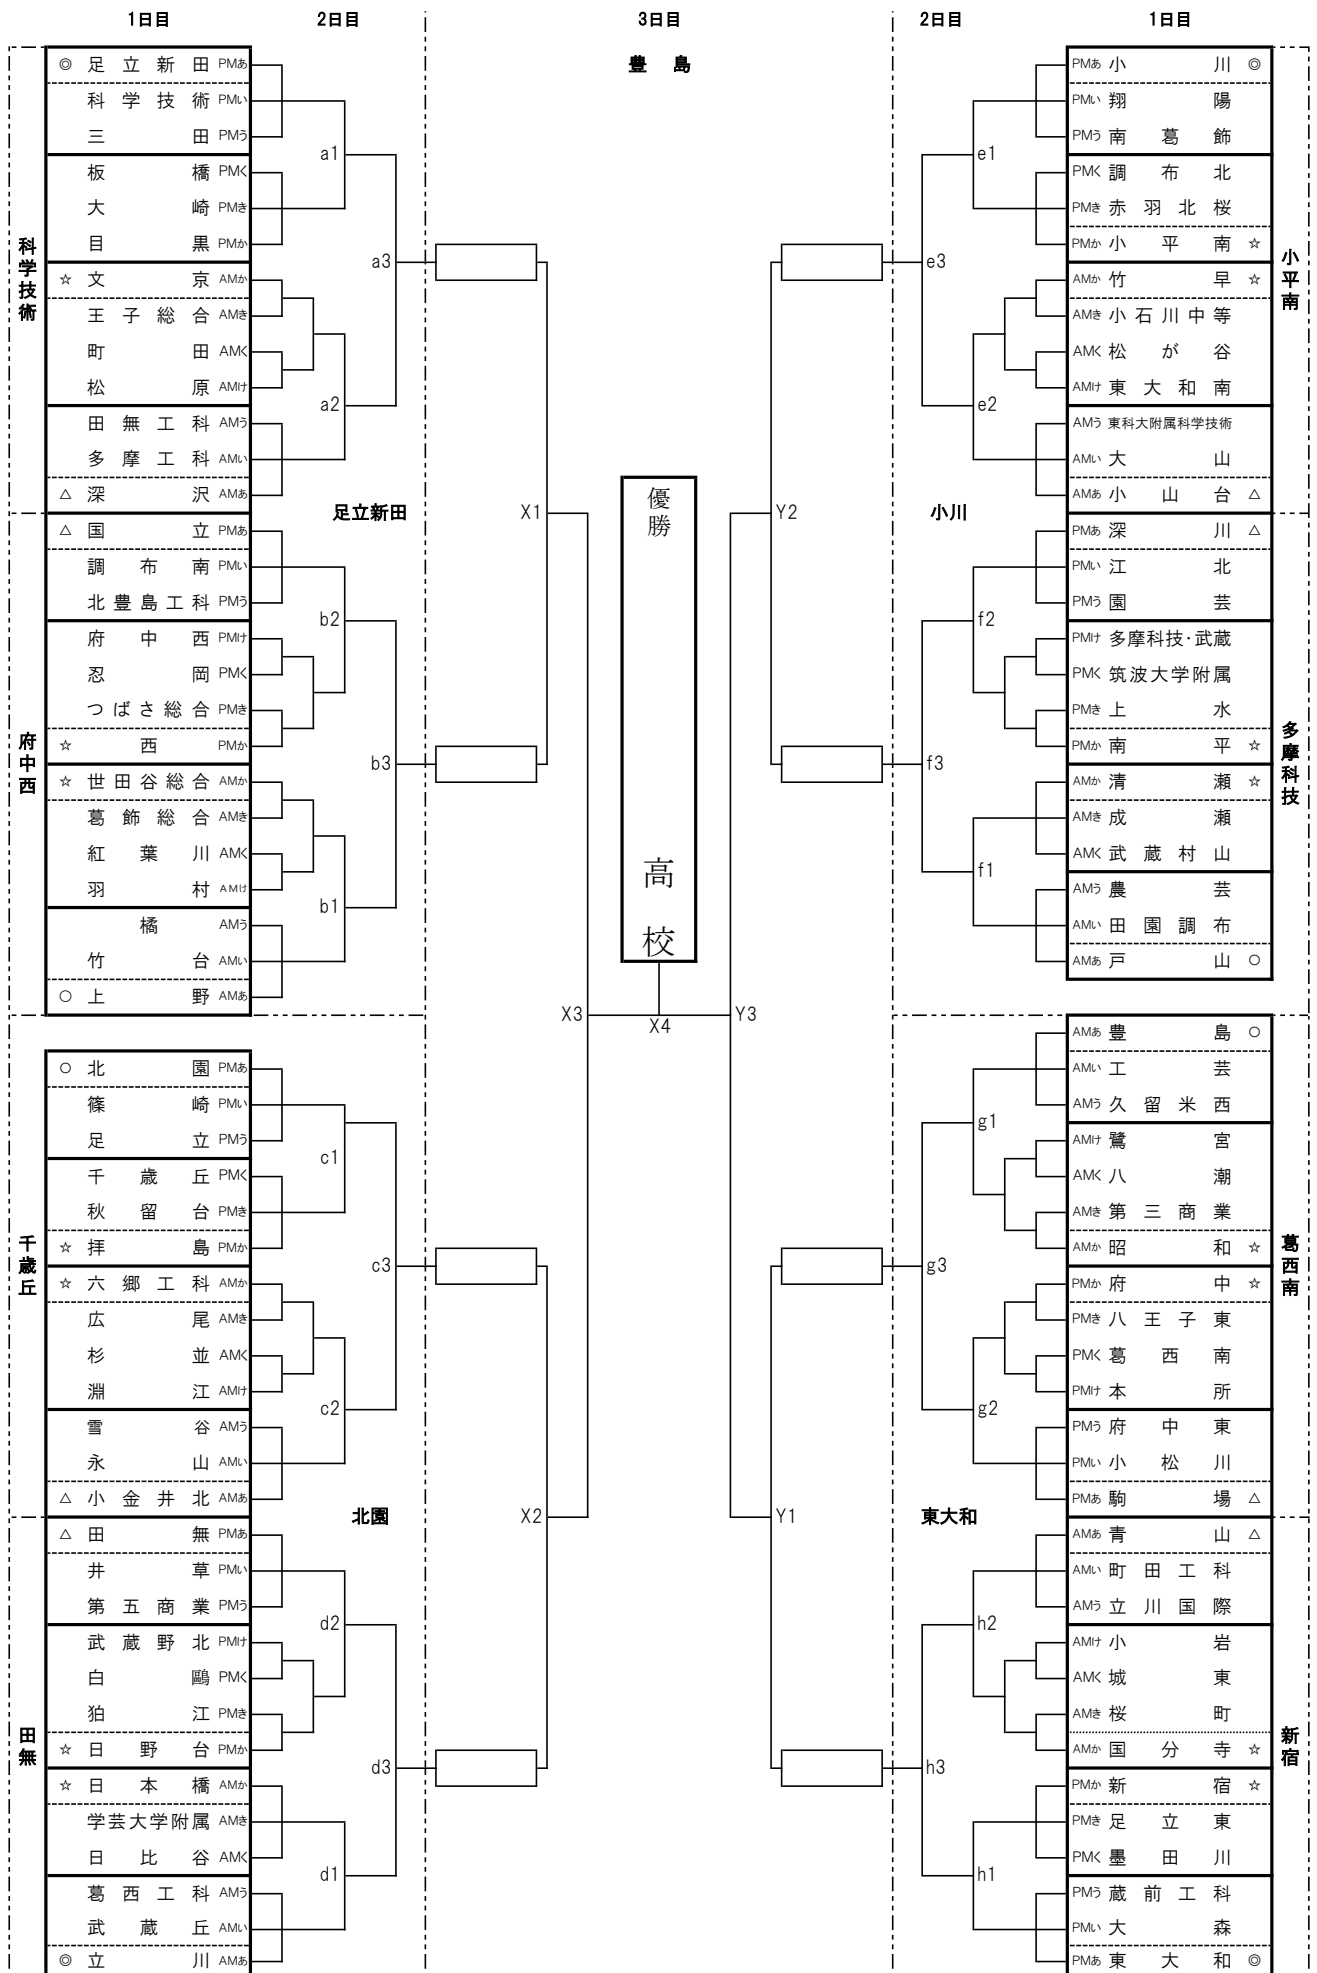 1日目 2日目 3日目 2日目 1日目
豊島
科学技術
◎ 足立新田 PMあ
科学技術 PMい
三田 PMう
板橋 PMく
大崎 PMき
目黒 PMか
☆ 文京 AMか
王子総合 AMき
町田 AMく
松原 AMけ
田無工科 AMう
多摩工科 AMい
△ 深沢 AMあ
a1
a3
a2
府中西
△ 国立 PMあ
調布南 PMい
北豊島工科 PMう
府中西 PMけ
忍岡 PMく
つばさ総合 PMき
☆ 西 PMか
☆ 世田谷総合 AMか
葛飾総合 AMき
紅葉川 AMく
羽村 AMけ
橘 AMう
竹台 AMい
○ 上野 AMあ
足立新田
b2
b3
b1
千歳丘
○ 北園 PMあ
篠崎 PMい
足立 PMう
千歳丘 PMく
秋留台 PMき
☆ 拝島 PMか
☆ 六郷工科 AMか
広尾 AMき
杉並 AMく
淵江 AMけ
雪谷 AMう
永山 AMい
△ 小金井北 AMあ
c1
c3
c2
田無
△ 田無 PMあ
井草 PMい
第五商業 PMう
武蔵野北 PMけ
白鷗 PMく
狛江 PMき
☆ 日野台 PMか
☆ 日本橋 AMか
学芸大学附属 AMき
日比谷 AMく
葛西工科 AMう
武蔵丘 AMい
◎ 立川 AMあ
北園
d2
d3
d1
X1
X2
X3
X4
優勝
高校
Y2
Y3
Y1
小平南
PMあ 小川 ◎
PMい 翔陽
PMう 南葛飾
PMく 調布北
PMき 赤羽北桜
PMか 小平南 ☆
AMか 竹早 ☆
AMき 小石川中等
AMく 松が谷
AMけ 東大和南
AMう 東科大附属科学技術
AMい 大山
AMあ 小山台 △
e1
e3
e2
多摩科技
PMあ 深川 △
PMい 江北
PMう 園芸
PMけ 多摩科技・武蔵
PMく 筑波大学附属
PMき 上水
PMか 南平 ☆
AMか 清瀬 ☆
AMき 成瀬
AMく 武蔵村山
AMう 農芸
AMい 田園調布
AMあ 戸山 ○
小川
f2
f3
f1
葛西南
AMあ 豊島 ○
AMい 工芸
AMう 久留米西
AMけ 鷺宮
AMく 八潮
AMき 第三商業
AMか 昭和 ☆
PMか 府中 ☆
PMき 八王子東
PMく 葛西南
PMけ 本所
PMう 府中東
PMい 小松川
PMあ 駒場 △
g1
g3
g2
新宿
AMあ 青山 △
AMい 町田工科
AMう 立川国際
AMけ 小岩
AMく 城東
AMき 桜町
AMか 国分寺 ☆
PMか 新宿 ☆
PMき 足立東
PMく 墨田川
PMう 蔵前工科
PMい 大森
PMあ 東大和 ◎
東大和
h2
h3
h1